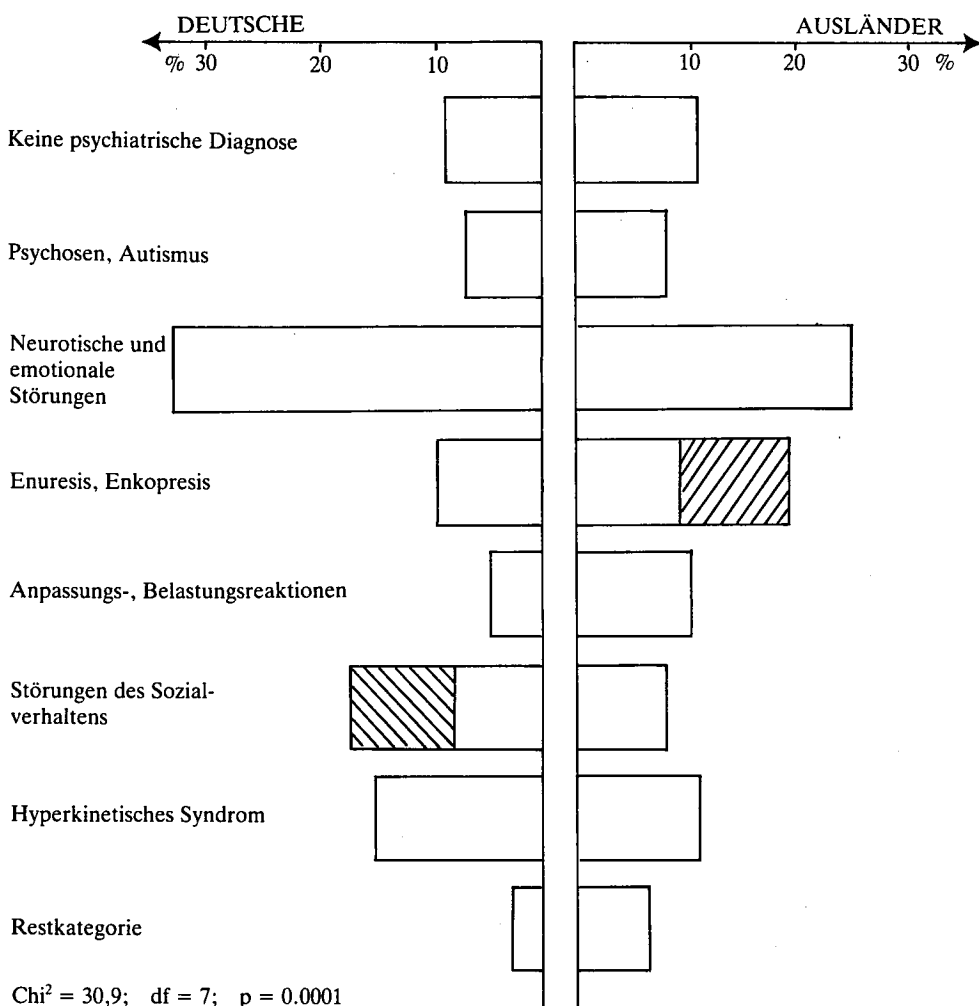 DEUTSCHE AUSLÄNDER
% 30 20 10 10 20 30 %
Keine psychiatrische Diagnose
Psychosen, Autismus
Neurotische und
emotionale
Störungen
Enuresis, Enkopresis
Anpassungs-, Belastungsreaktionen
Störungen des Sozial-
verhaltens
Hyperkinetisches Syndrom
Restkategorie
Chi² = 30,9; df = 7; p = 0.0001